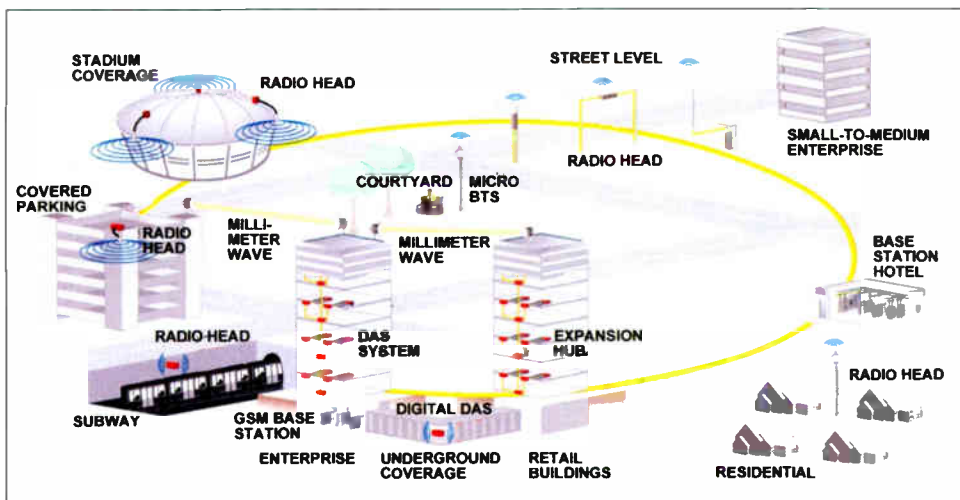 STADIUM
COVERAGE
RADIO HEAD
STREET LEVEL
SMALL-TO-MEDIUM
ENTERPRISE
RADIO HEAD
COURTYARD
MICRO
BTS
COVERED
PARKING
RADIO
HEAD
MILLI-
METER
WAVE
MILLIMETER
WAVE
BASE
STATION
HOTEL
RADIO HEAD
DAS
SYSTEM
EXPANSION
HUB
RADIO HEAD
SUBWAY
GSM BASE
STATION
DIGITAL DAS
ENTERPRISE
UNDERGROUND
COVERAGE
RETAIL
BUILDINGS
RESIDENTIAL